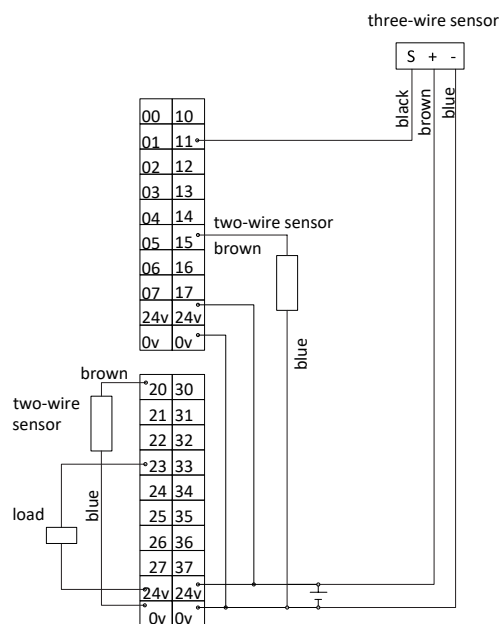 three-wire sensor
S + -
black
brown
blue
00 10
01 11
02 12
03 13
04 14
05 15
06 16
07 17
24v 24v
0v 0v
two-wire sensor
brown
blue
20 30
21 31
22 32
23 33
24 34
25 35
26 36
27 37
24v 24v
0v 0v
brown
two-wire
sensor
blue
load